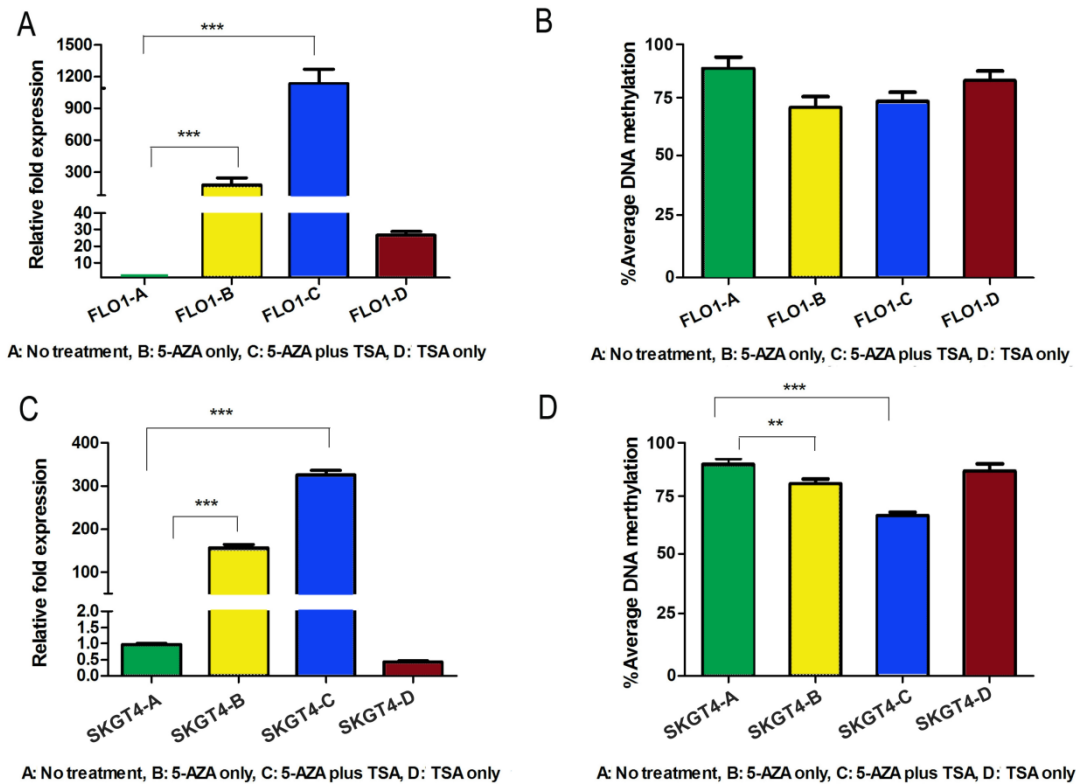 A
***
***
Relative fold expression
1500
1200
900
600
300
40
30
20
10
FLO1-A
FLO1-B
FLO1-C
FLO1-D
A: No treatment, B: 5-AZA only, C: 5-AZA plus TSA, D: TSA only
B
%Average DNA methylation
100
75
50
25
0
FLO1-A
FLO1-B
FLO1-C
FLO1-D
A: No treatment, B: 5-AZA only, C: 5-AZA plus TSA, D: TSA only
C
***
***
Relative fold expression
400
300
200
100
2.0
1.5
1.0
0.5
0.0
SKGT4-A
SKGT4-B
SKGT4-C
SKGT4-D
A: No treatment, B: 5-AZA only, C: 5-AZA plus TSA, D: TSA only
D
***
**
%Average DNA merthylation
100
75
50
25
0
SKGT4-A
SKGT4-B
SKGT4-C
SKGT4-D
A: No treatment, B: 5-AZA only, C: 5-AZA plus TSA, D: TSA only